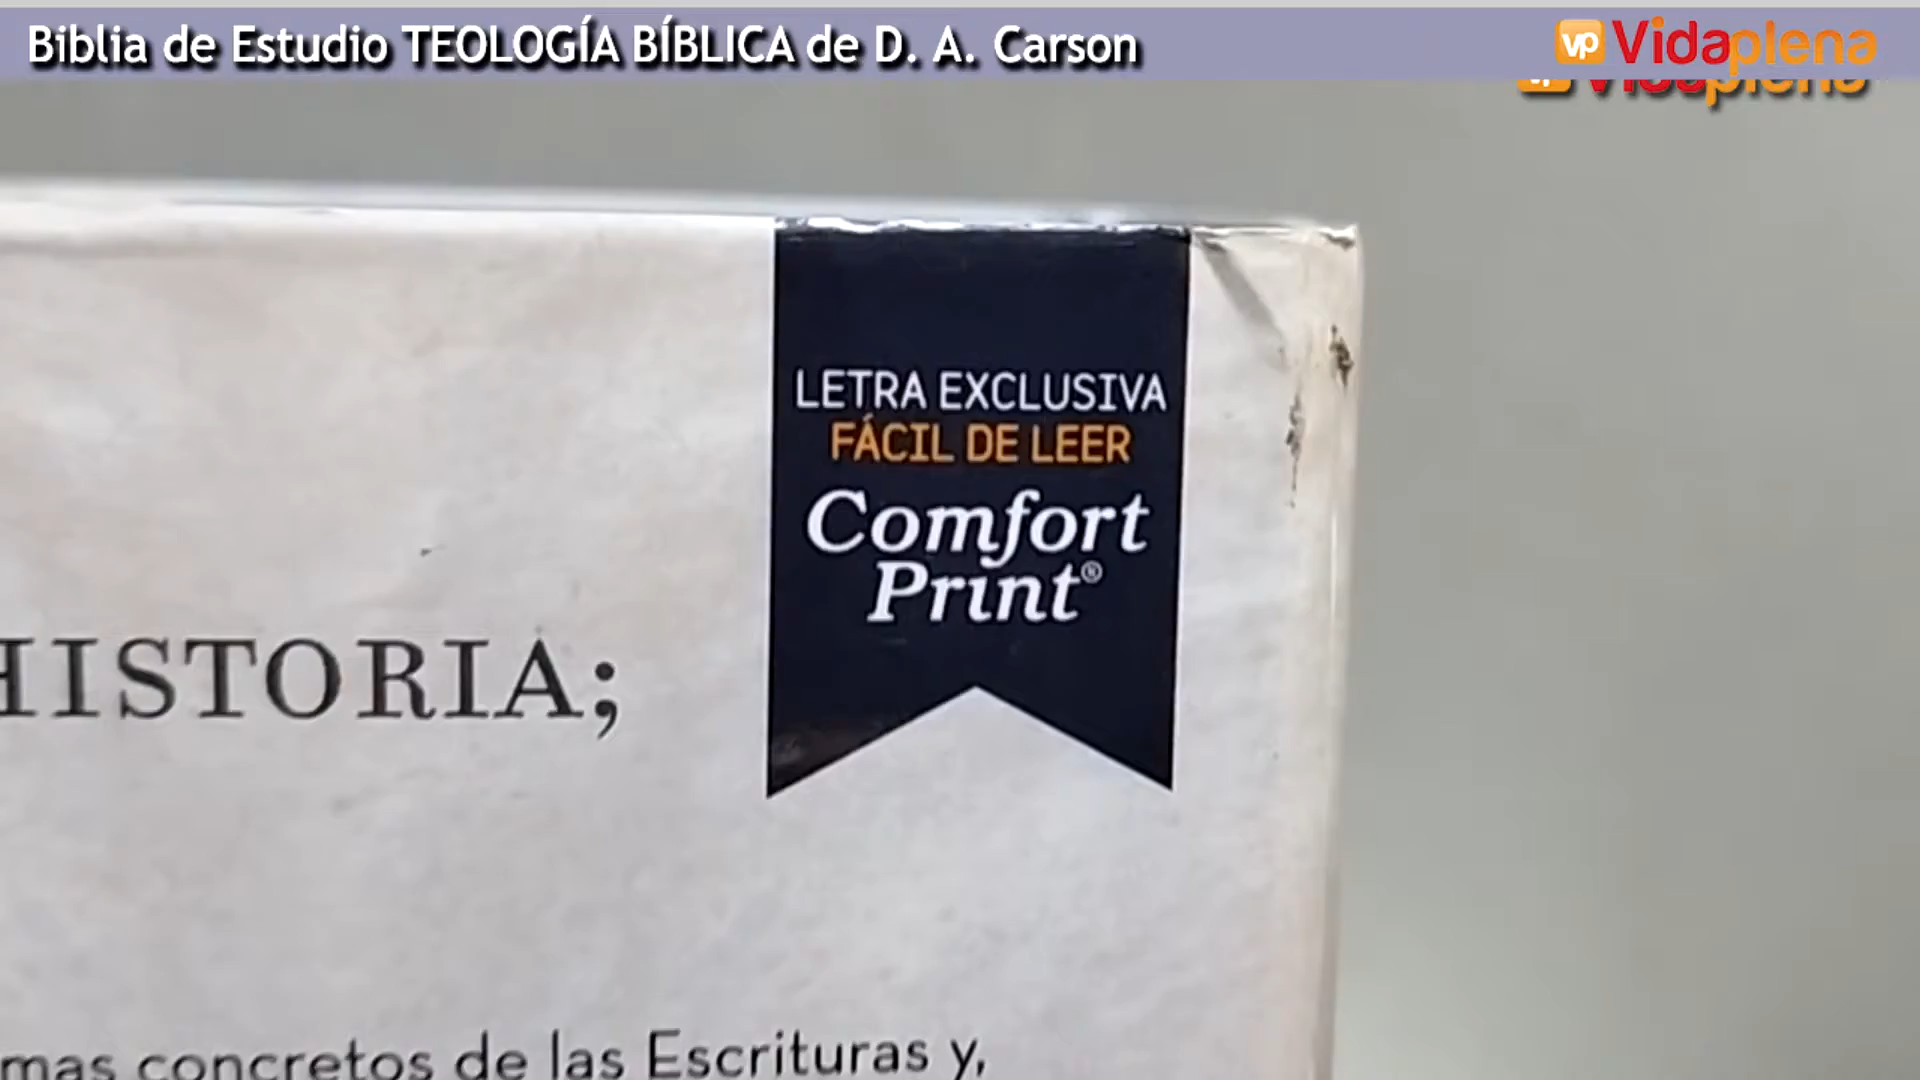 Biblia de Estudio TEOLOGÍA BÍBLICA de D. A. Carson
vp Vidaplena
LETRA EXCLUSIVA
FÁCIL DE LEER
Comfort
Print®
HISTORIA;
concretos de las Escrituras y,